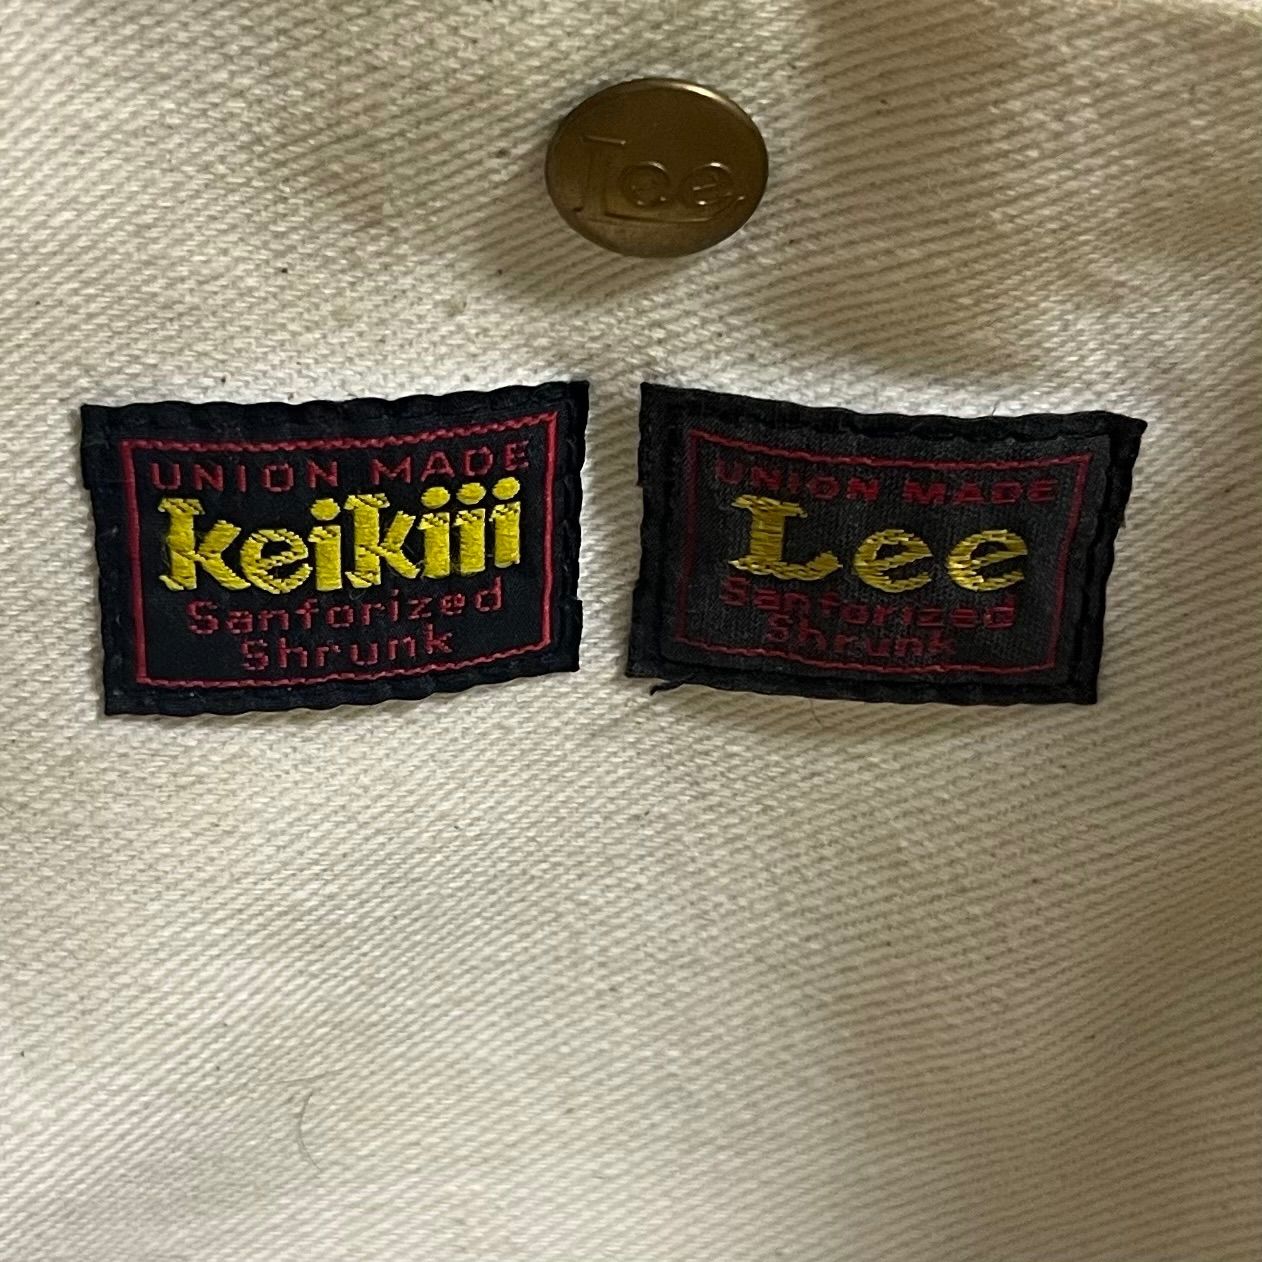 Lee
UNION MADE
keikiii
Sanforized
Shrunk
UNION MADE
Lee
Sanforized
Shrunk